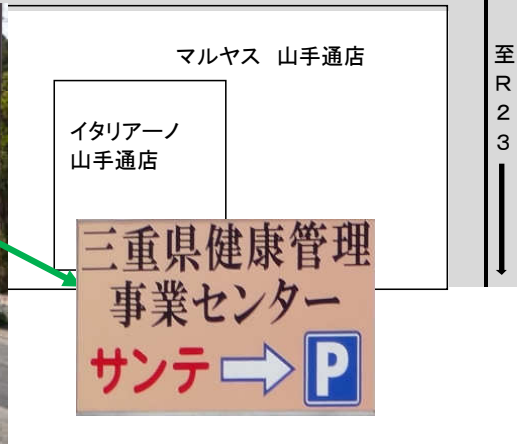 マルヤス 山手通店
イタリアーノ
山手通店
至R23
三重県健康管理
事業センター
サンテ P